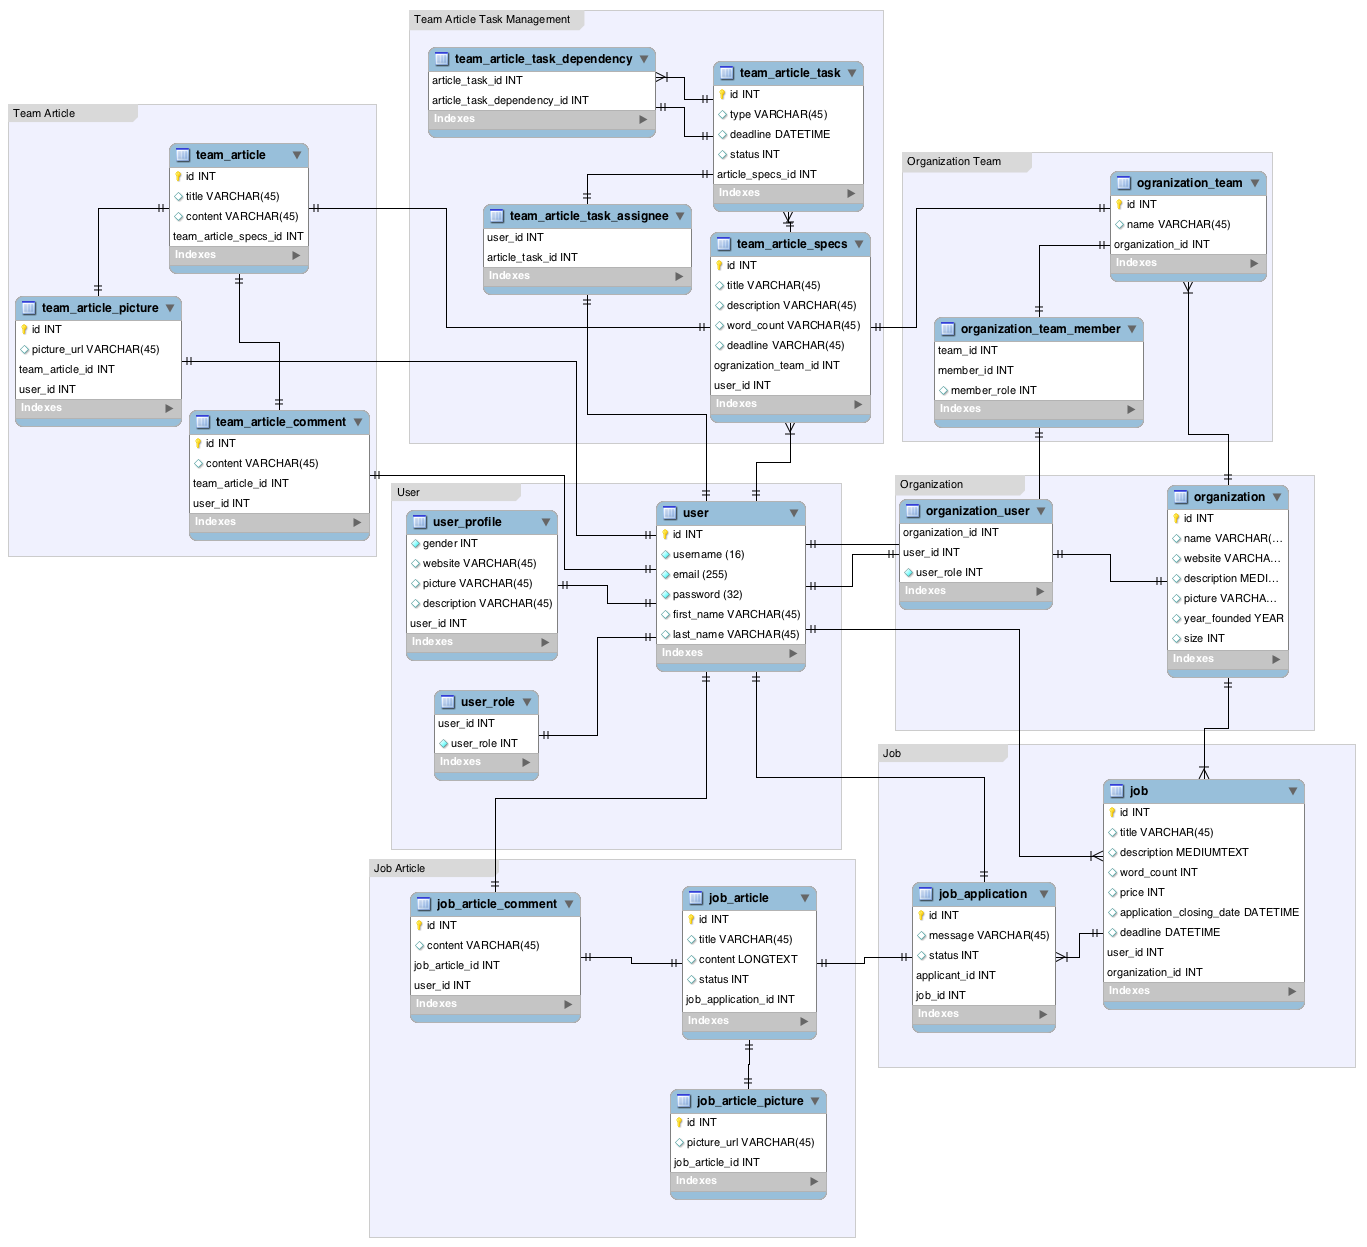 Team Article Task Management
team_article_task_dependency
article_task_id INT
article_task_dependency_id INT
Indexes
team_article_task
id INT
type VARCHAR(45)
deadline DATETIME
status INT
article_specs_id INT
Indexes
team_article_task_assignee
user_id INT
article_task_id INT
Indexes
team_article_specs
id INT
title VARCHAR(45)
description VARCHAR(45)
word_count VARCHAR(45)
deadline VARCHAR(45)
ogranization_team_id INT
user_id INT
Indexes
Team Article
team_article
id INT
title VARCHAR(45)
content VARCHAR(45)
team_article_specs_id INT
Indexes
team_article_picture
id INT
picture_url VARCHAR(45)
team_article_id INT
user_id INT
Indexes
team_article_comment
id INT
content VARCHAR(45)
team_article_id INT
user_id INT
Indexes
Organization Team
ogranization_team
id INT
name VARCHAR(45)
organization_id INT
Indexes
organization_team_member
team_id INT
member_id INT
member_role INT
Indexes
User
user_profile
gender INT
website VARCHAR(45)
picture VARCHAR(45)
description VARCHAR(45)
user_id INT
Indexes
user
id INT
username (16)
email (255)
password (32)
first_name VARCHAR(45)
last_name VARCHAR(45)
Indexes
user_role
user_id INT
user_role INT
Indexes
Organization
organization_user
organization_id INT
user_id INT
user_role INT
Indexes
organization
id INT
name VARCHAR(...
website VARCHA...
description MEDI...
picture VARCHA...
year_founded YEAR
size INT
Indexes
Job
job
id INT
title VARCHAR(45)
description MEDIUMTEXT
word_count INT
price INT
application_closing_date DATETIME
deadline DATETIME
user_id INT
organization_id INT
Indexes
job_application
id INT
message VARCHAR(45)
status INT
applicant_id INT
job_id INT
Indexes
Job Article
job_article_comment
id INT
content VARCHAR(45)
job_article_id INT
user_id INT
Indexes
job_article
id INT
title VARCHAR(45)
content LONGTEXT
status INT
job_application_id INT
Indexes
job_article_picture
id INT
picture_url VARCHAR(45)
job_article_id INT
Indexes